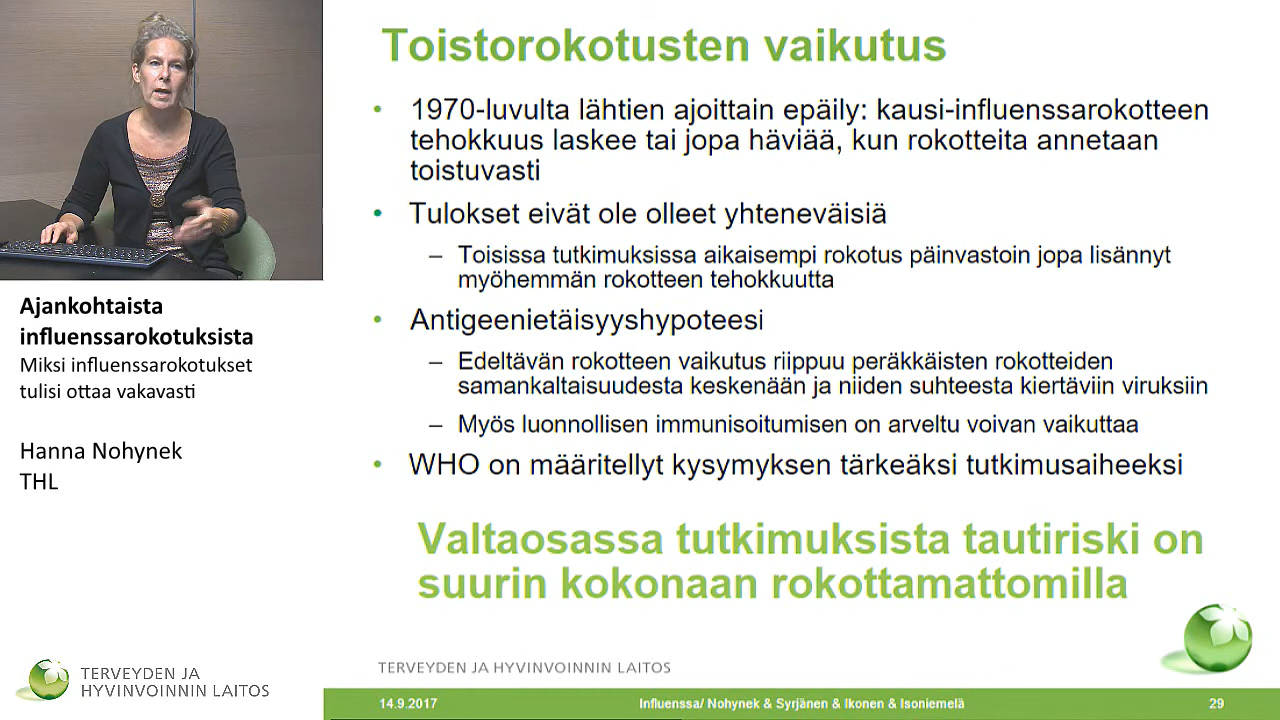 Toistorokotusten vaikutus
• 1970-luvulta lähtien ajoittain epäily: kausi-influenssarokotteen
tehokkuus laskee tai jopa häviää, kun rokotteita annetaan
toistuvasti
• Tulokset eivät ole olleet yhteneväisiä
– Toisissa tutkimuksissa aikaisempi rokotus päinvastoin jopa lisännyt
myöhemmän rokotteen tehokkuutta
• Antigeenietäisyyshypoteesi
– Edeltävän rokotteen vaikutus riippuu peräkkäisten rokotteiden
samankaltaisuudesta keskenään ja niiden suhteesta kiertäviin viruksiin
– Myös luonnollisen immunisoitumisen on arveltu voivan vaikuttaa
• WHO on määritellyt kysymyksen tärkeäksi tutkimusaiheeksi
Valtaosassa tutkimuksista tautiriski on
suurin kokonaan rokottamattomilla
TERVEYDEN JA HYVINVOINNIN LAITOS
14.9.2017
Influenssa/ Nohynek & Syrjänen & Ikonen & Isoniemelä
29
Ajankohtaista
influenssarokotuksista
Miksi influenssarokotukset
tulisi ottaa vakavasti
Hanna Nohynek
THL
TERVEYDEN JA
HYVINVOINNIN LAITOS